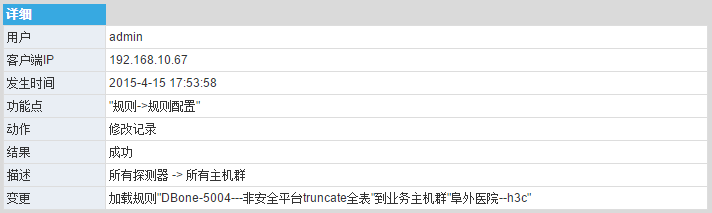 详细
用户 admin
客户端IP 192.168.10.67
发生时间 2015-4-15 17:53:58
功能点 "规则->规则配置"
动作 修改记录
结果 成功
描述 所有探测器 -> 所有主机群
变更 加载规则"DBone-5004---非安全平台truncate全表"到业务主机群"阜外医院--h3c"